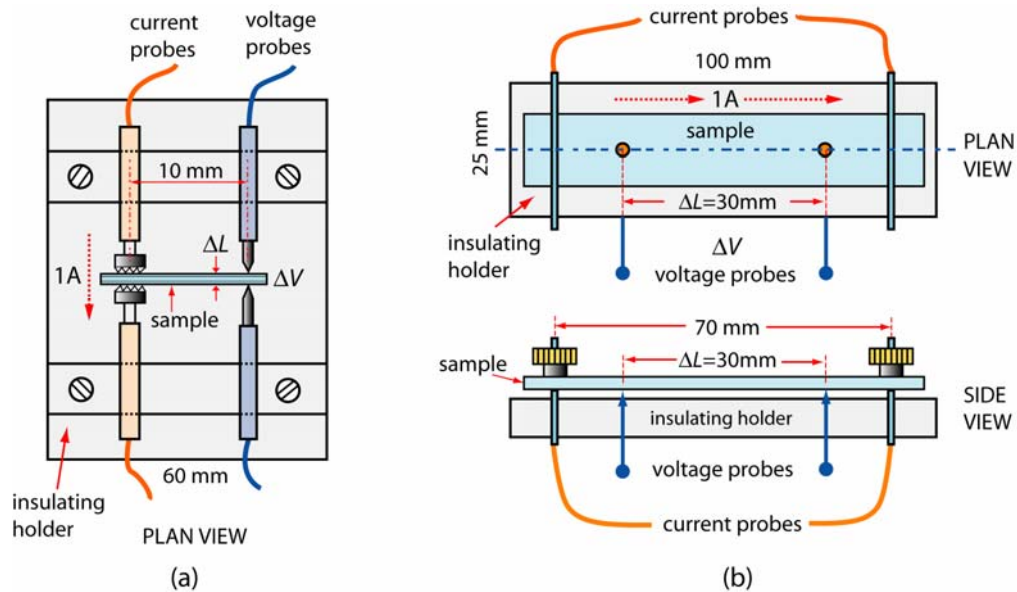 current
probes
voltage
probes
10 mm
ΔL
1A
ΔV
sample
60 mm
insulating
holder
PLAN VIEW
(a)
current probes
100 mm
1A
sample
25 mm
PLAN
VIEW
ΔL=30mm
insulating
holder
ΔV
voltage probes
70 mm
sample
ΔL=30mm
insulating holder
SIDE
VIEW
voltage probes
current probes
(b)